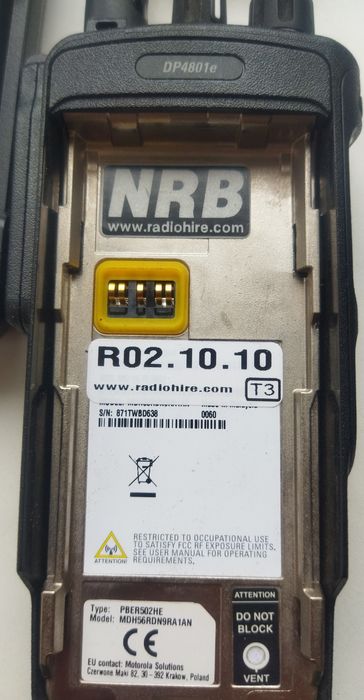 DP4801e
NRB
www.radiohire.com
R02.10.10
www.radiohire.com T3
S/N: 871TWBD638 0060
RESTRICTED TO OCCUPATIONAL USE
TO SATISFY FCC RF EXPOSURE LIMITS.
SEE USER MANUAL FOR OPERATING
REQUIREMENTS.
ATTENTION!
Type: PBER502HE
Model: MDH56RDN9RA1AN
CE
EU contact: Motorola Solutions
Czerwone Maki 82, 30-392 Krakow, Poland
ATTENTION
DO NOT
BLOCK
VENT